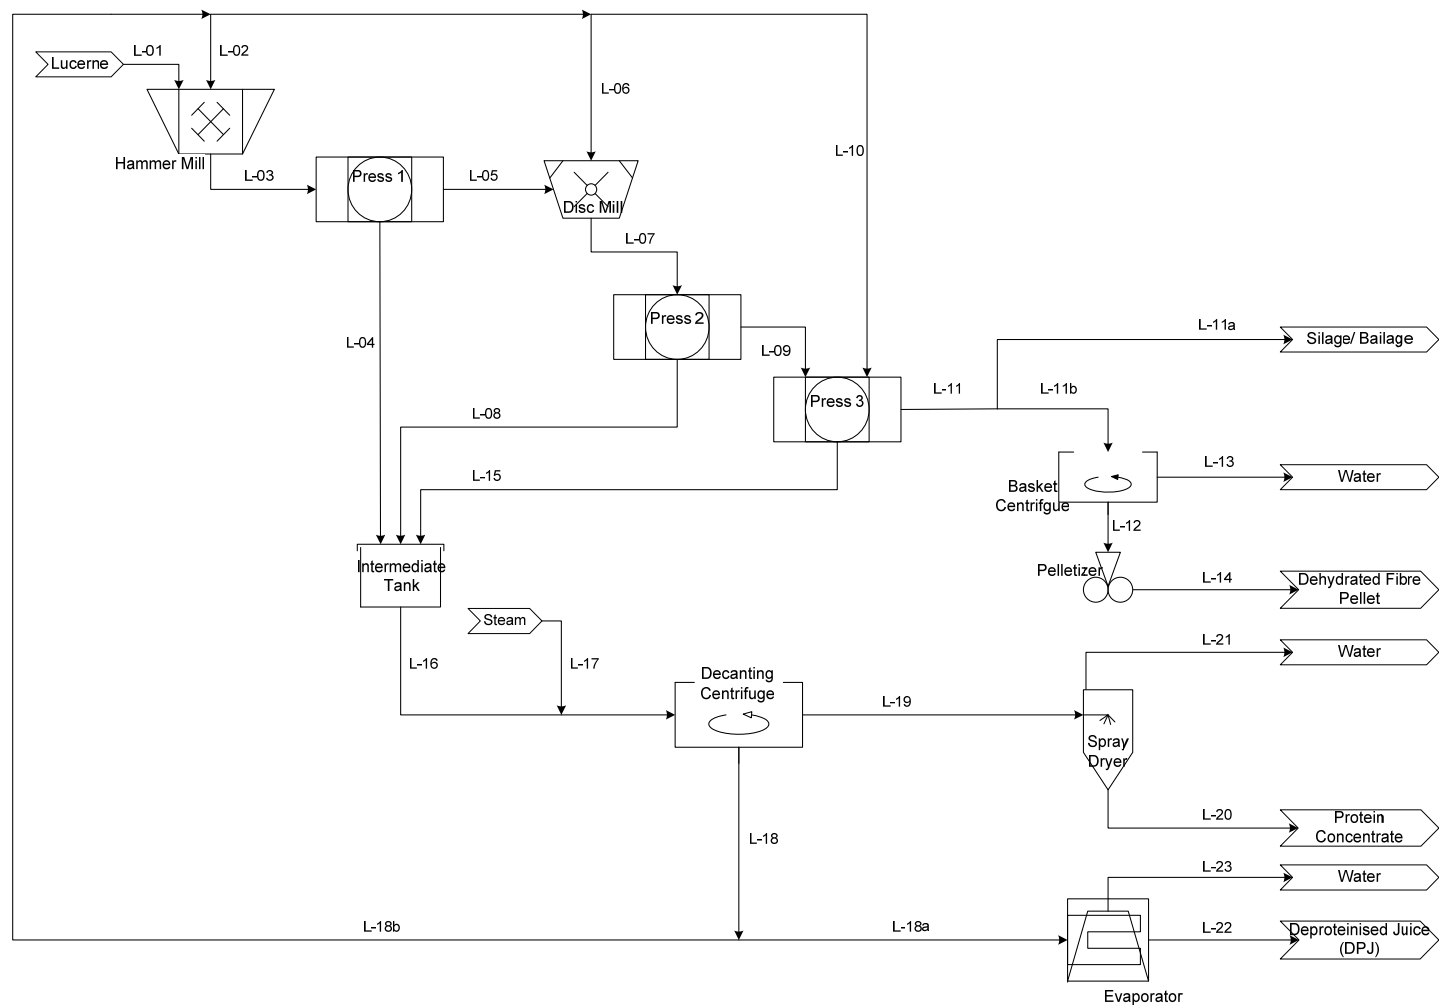 L-01
L-02
Lucerne
L-06
Hammer Mill
L-10
Press 1
L-03
L-05
Disc Mill
L-07
Press 2
L-04
L-09
L-11a
Silage/ Bailage
L-11
L-11b
Press 3
L-08
L-15
L-13
Water
Basket
Centrifgue
L-12
Intermediate
Tank
Pelletizer
L-14
Dehydrated Fibre
Pellet
Steam
L-16
L-17
L-21
Water
Decanting
Centrifuge
L-19
Spray
Dryer
L-20
Protein
Concentrate
L-18
L-23
Water
L-18b
L-18a
L-22
Deproteinised Juice
(DPJ)
Evaporator